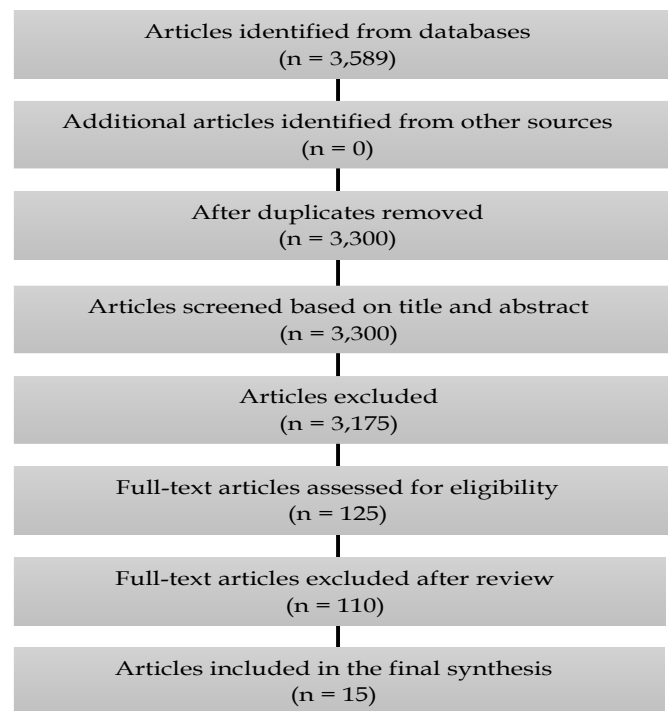 Articles identified from databases
(n = 3,589)
Additional articles identified from other sources
(n = 0)
After duplicates removed
(n = 3,300)
Articles screened based on title and abstract
(n = 3,300)
Articles excluded
(n = 3,175)
Full-text articles assessed for eligibility
(n = 125)
Full-text articles excluded after review
(n = 110)
Articles included in the final synthesis
(n = 15)